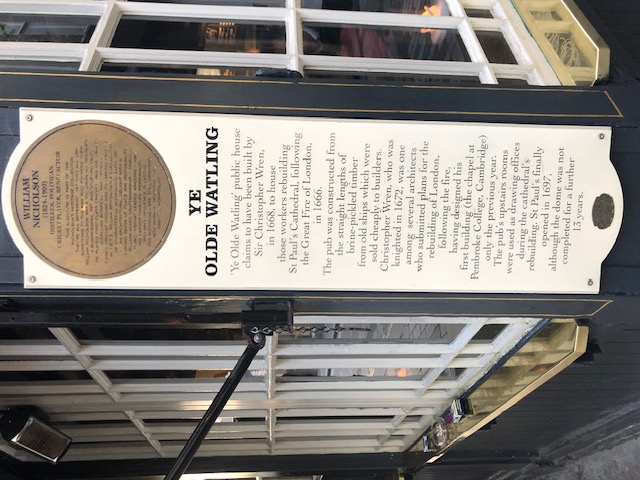 WILLIAM
NICHOLSON
YE
OLDE WATLING
'Ye Olde Watling' public house
claims to have been built by
Sir Christopher Wren,
in 1668, to house
those workers rebuilding
St Paul's Cathedral, following
the Great Fire of London,
in 1666.
The pub was constructed from
the straight lengths of
brine-pickled timber
from old ships which were
sold cheaply to builders.
Christopher Wren, who was
knighted in 1672, was one
among several architects
who submitted plans for the
rebuilding of London,
following the fire,
having designed his
first building (the chapel at
Pembroke College, Cambridge)
only the previous year.
The pub's upstairs rooms
were used as drawing offices
during the cathedral's
rebuilding. St Paul's finally
opened in 1697,
although the dome was not
completed for a further
13 years.